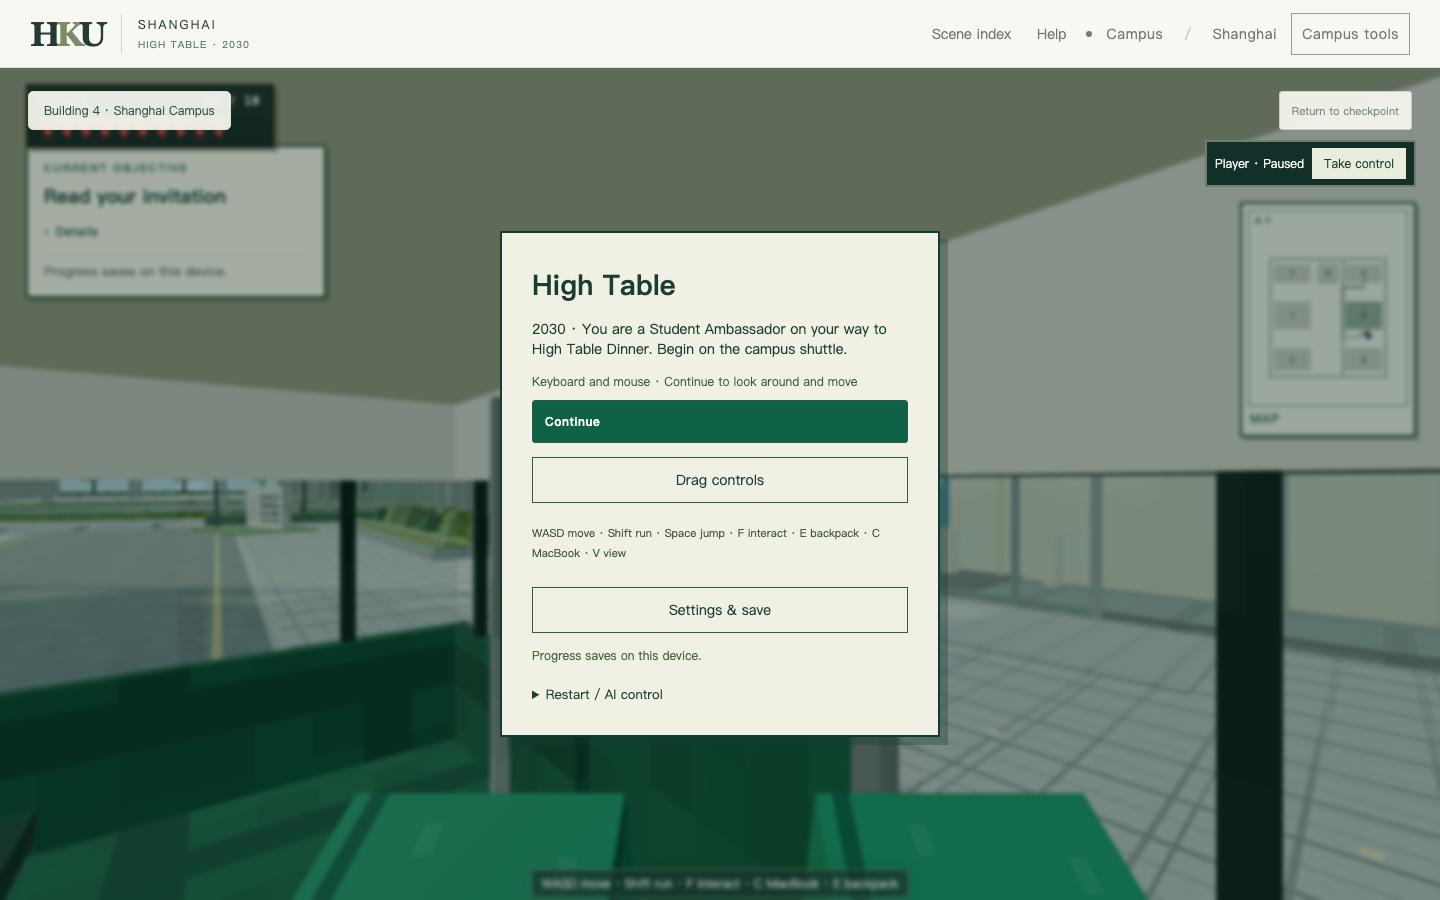 HKU
SHANGHAI
HIGH TABLE · 2030
Scene index
Help
Campus / Shanghai
Campus tools
Building 4 · Shanghai Campus
/ 10
Return to checkpoint
CURRENT OBJECTIVE
Read your invitation
Details
Progress saves on this device.
Player · Paused
Take control
MAP
High Table
2030 · You are a Student Ambassador on your way to
High Table Dinner. Begin on the campus shuttle.
Keyboard and mouse · Continue to look around and move
Continue
Drag controls
WASD move · Shift run · Space jump · F interact · E backpack · C
MacBook · V view
Settings & save
Progress saves on this device.
▶ Restart / AI control
WASD move · Shift run · F interact · C MacBook · E backpack